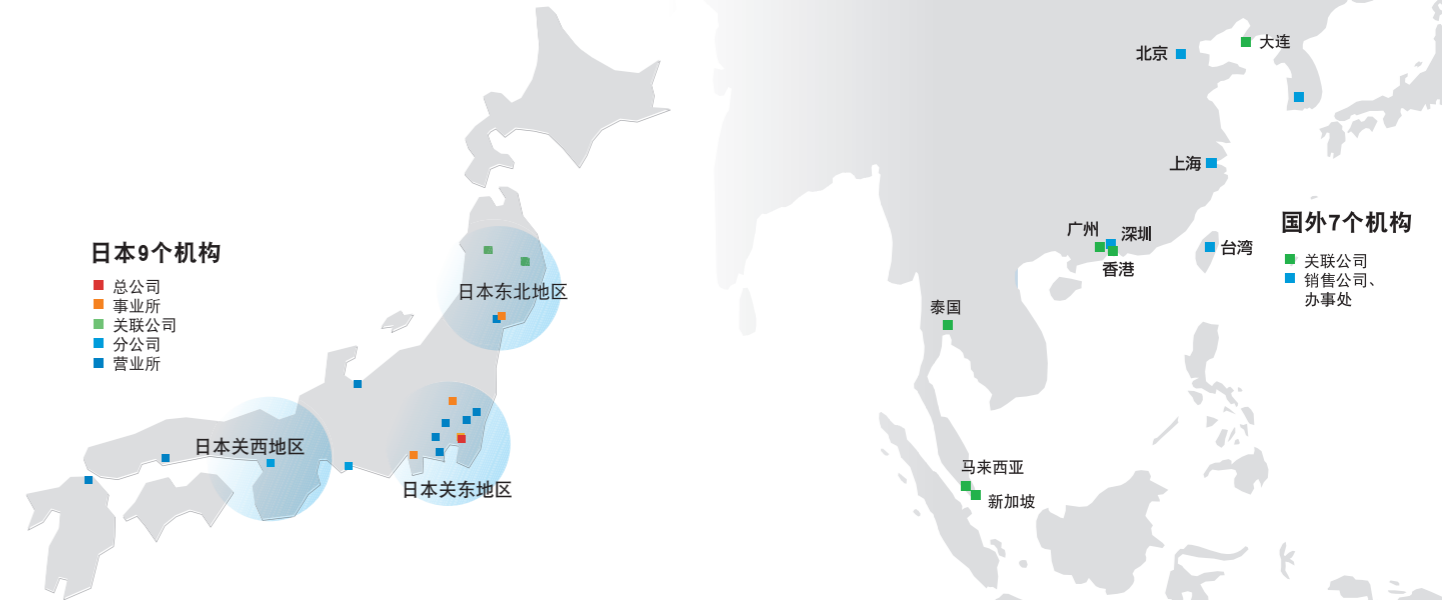 日本9个机构
总公司
事业所
关联公司
分公司
营业所
日本东北地区
日本关西地区
日本关东地区
北京
大连
上海
广州
深圳
香港
台湾
泰国
马来西亚
新加坡
国外7个机构
关联公司
销售公司、
办事处